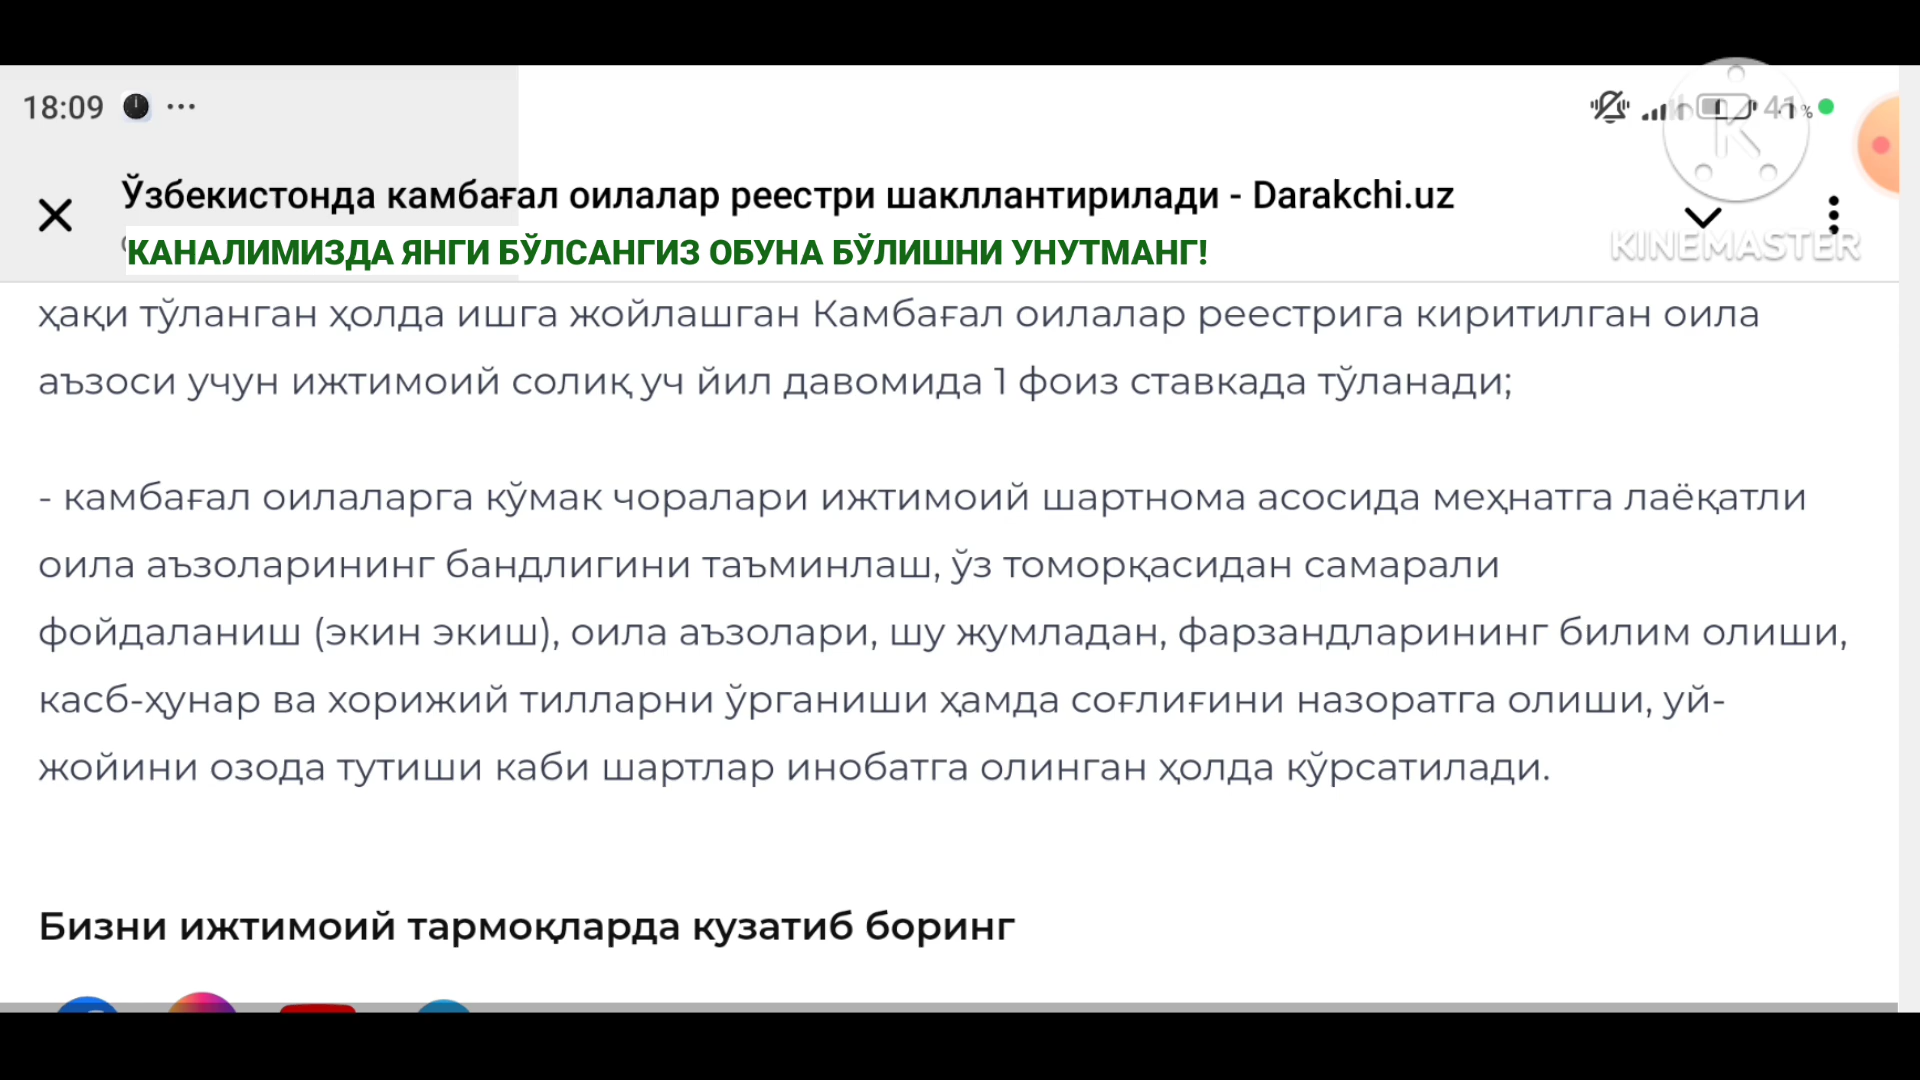 18:09
41%
Ўзбекистонда камбағал оилалар реестри шакллантирилади - Darakchi.uz
КАНАЛИМИЗДА ЯНГИ БЎЛСАНГИЗ ОБУНА БЎЛИШНИ УНУТМАНГ!
K
KINEMASTER
ҳақи тўланган ҳолда ишга жойлашган Камбағал оилалар реестрига киритилган оила
аъзоси учун ижтимоий солиқ уч йил давомида 1 фоиз ставкада тўланади;
- камбағал оилаларга кўмак чоралари ижтимоий шартнома асосида меҳнатга лаёқатли
оила аъзоларининг бандлигини таъминлаш, ўз томорқасидан самарали
фойдаланиш (экин экиш), оила аъзолари, шу жумладан, фарзандларининг билим олиши,
касб-ҳунар ва хорижий тилларни ўрганиши ҳамда соғлиғини назоратга олиши, уй-
жойини озода тутиши каби шартлар инобатга олинган ҳолда кўрсатилади.
Бизни ижтимоий тармоқларда кузатиб боринг